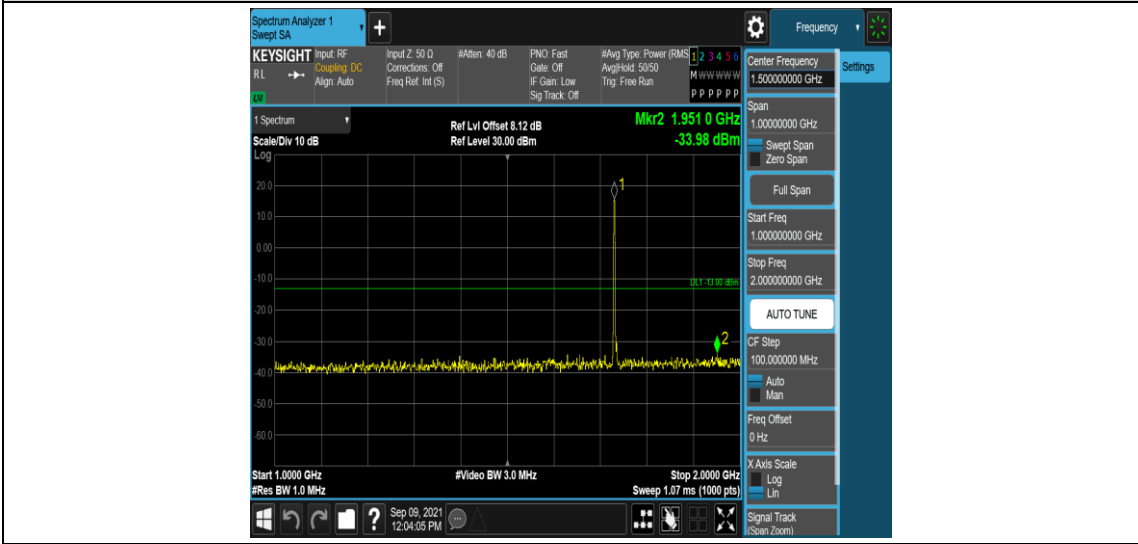 Spectrum Analyzer 1
Swept SA
+
Frequency
KEYSIGHT
RL
LNI
Input: RF
Coupling: DC
Align: Auto
Input Z: 50 Ω
Corrections: Off
Freq Ref: Int (S)
#Atten: 40 dB
PNO: Fast
Gate: Off
IF Gain: Low
Sig Track: Off
#Avg Type: Power (RMS
Avg|Hold: 50/50
Trig: Free Run
1 2 3 4 5 6
M W W W W W
P P P P P P
1 Spectrum
Scale/Div 10 dB
Ref Lvl Offset 8.12 dB
Ref Level 30.00 dBm
Mkr2 1.951 0 GHz
-33.98 dBm
Log
20.0
10.0
0.00
-10.0
-20.0
-30.0
-40.0
-50.0
-60.0
1
DL1 -13.00 dBm
2
Start 1.0000 GHz
#Res BW 1.0 MHz
#Video BW 3.0 MHz
Stop 2.0000 GHz
Sweep 1.07 ms (1000 pts)
?
Sep 09, 2021
12:04:05 PM
Center Frequency
1.500000000 GHz
Settings
Span
1.00000000 GHz
Swept Span
Zero Span
Full Span
Start Freq
1.000000000 GHz
Stop Freq
2.000000000 GHz
AUTO TUNE
CF Step
100.000000 MHz
Auto
Man
Freq Offset
0 Hz
X Axis Scale
Log
Lin
Signal Track
(Span Zoom)